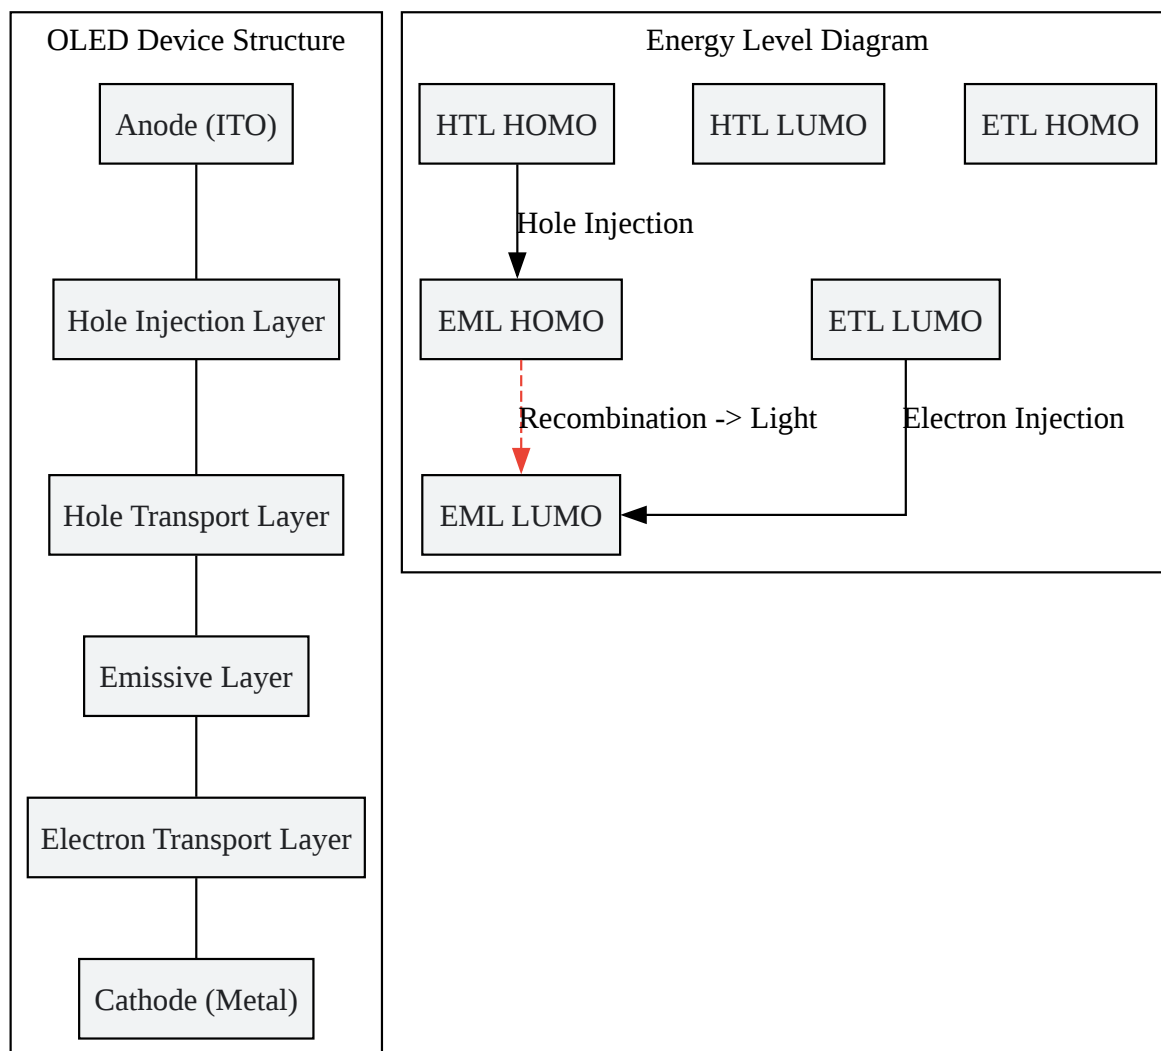 OLED Device Structure
Anode (ITO)
Hole Injection Layer
Hole Transport Layer
Emissive Layer
Electron Transport Layer
Cathode (Metal)
Energy Level Diagram
HTL HOMO
HTL LUMO
ETL HOMO
Hole Injection
EML HOMO
ETL LUMO
Recombination -> Light
Electron Injection
EML LUMO